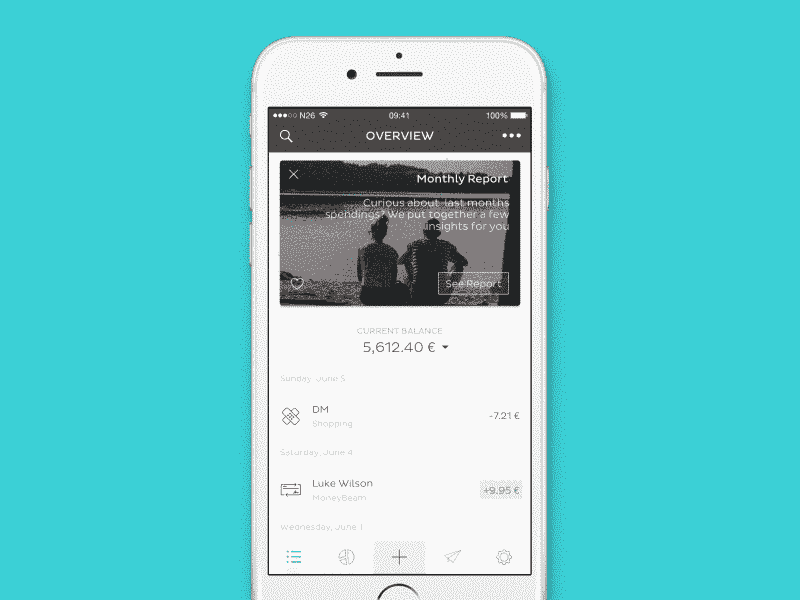 N26 09:41 100%
OVERVIEW
Monthly Report
Curious about last months
spendings? We put together a few
insights for you
See Report
CURRENT BALANCE
5,612.40 €
Sunday, June 5
DM -7.21 €
Shopping
Saturday, June 4
Luke Wilson +9.95 €
MoneyBeam
Wednesday, June 1